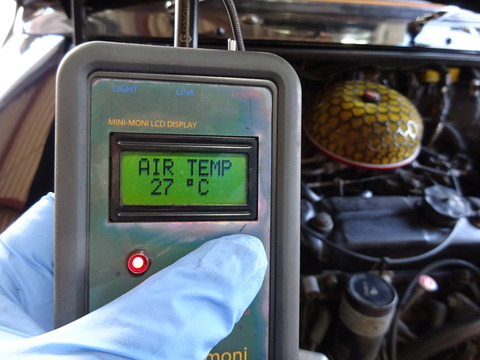 LIGHT LINK
MINI-MONI LCD DISPLAY
AIR TEMP
27 °C
moni